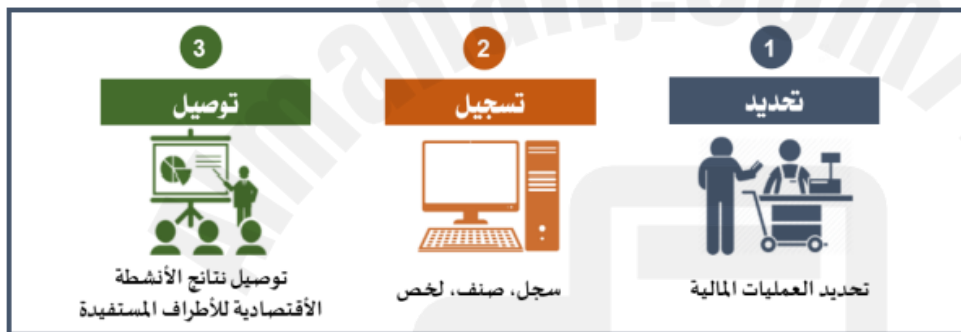 1
تحديد
تحديد العمليات المالية
2
تسجيل
سجل، صنف، لخص
3
توصيل
توصيل نتائج الأنشطة
الأقتصادية للأطراف المستفيدة